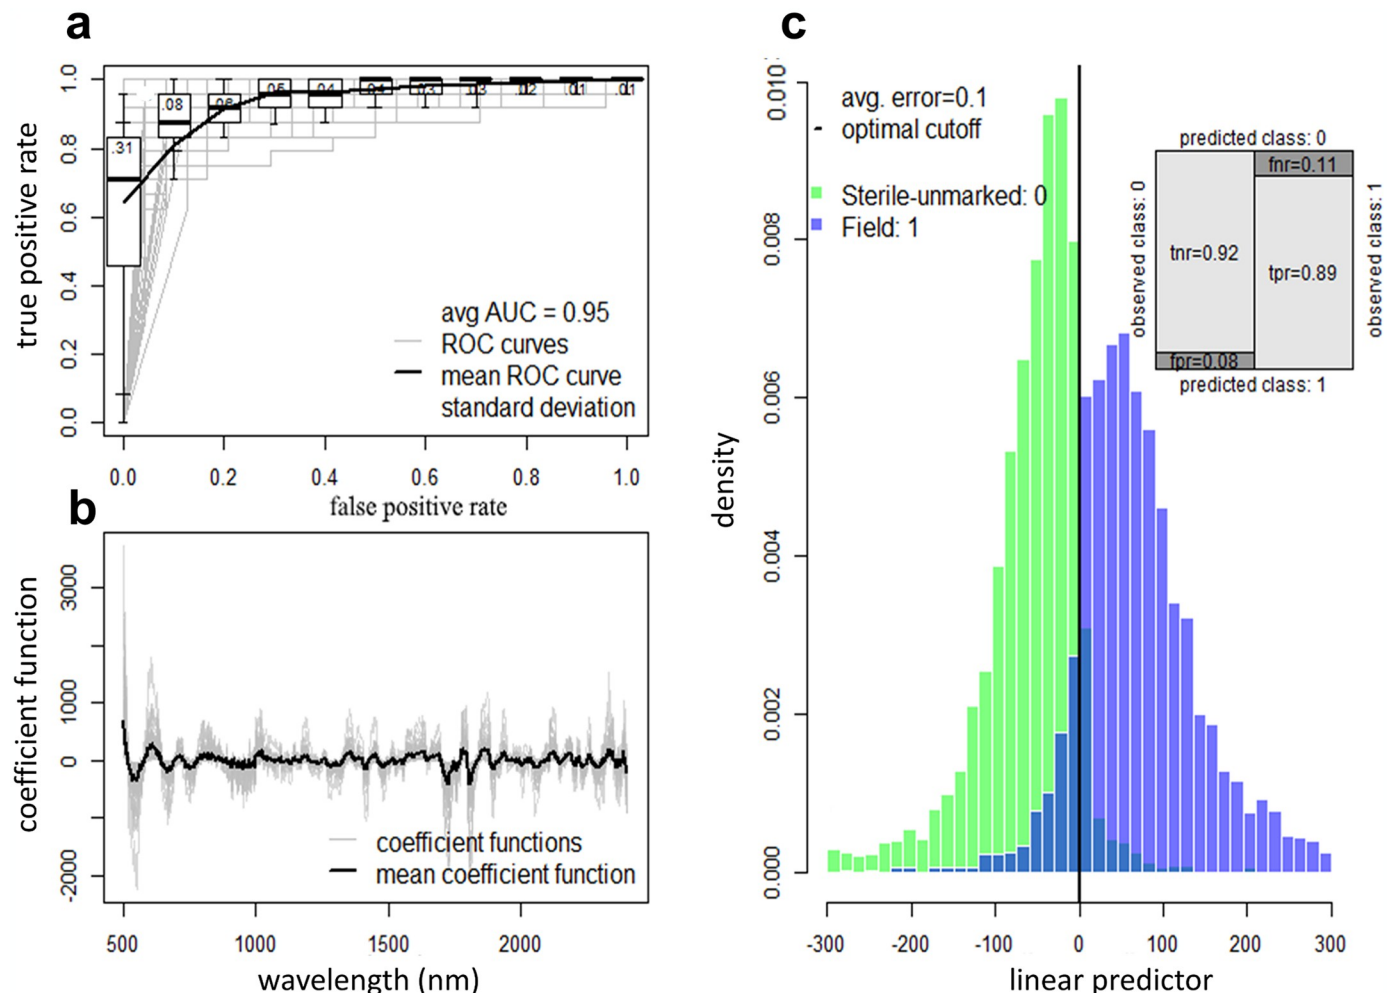 a
true positive rate
1.0
0.8
0.6
0.4
0.2
0.0
.31
.08
.06
.05
.04
.04
.03
.03
.02
.01
.01
avg AUC = 0.95
ROC curves
mean ROC curve
standard deviation
0.0 0.2 0.4 0.6 0.8 1.0
false positive rate
b
coefficient function
3000
1000
0
-2000
coefficient functions
mean coefficient function
500 1000 1500 2000
wavelength (nm)
c
density
0.010
0.008
0.006
0.004
0.002
0.000
avg. error=0.1
optimal cutoff
Sterile-unmarked: 0
Field: 1
predicted class: 0
observed class: 0
fnr=0.11
tnr=0.92
tpr=0.89
fpr=0.08
observed class: 1
predicted class: 1
-300 -200 -100 0 100 200 300
linear predictor